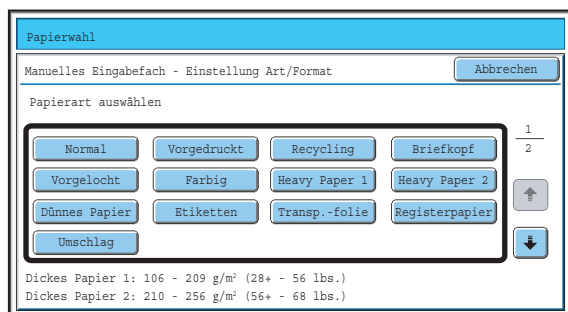 Papierwahl
Manuelles Eingabefach - Einstellung Art/Format Abbrechen
Papierart auswählen
1
2
Normal Vorgedruckt Recycling Briefkopf
Vorgelocht Farbig Heavy Paper 1 Heavy Paper 2
Dünnes Papier Etiketten Transp.-folie Registerpapier
Umschlag
Dickes Papier 1: 106 - 209 g/m² (28+ - 56 lbs.)
Dickes Papier 2: 210 - 256 g/m² (56+ - 68 lbs.)